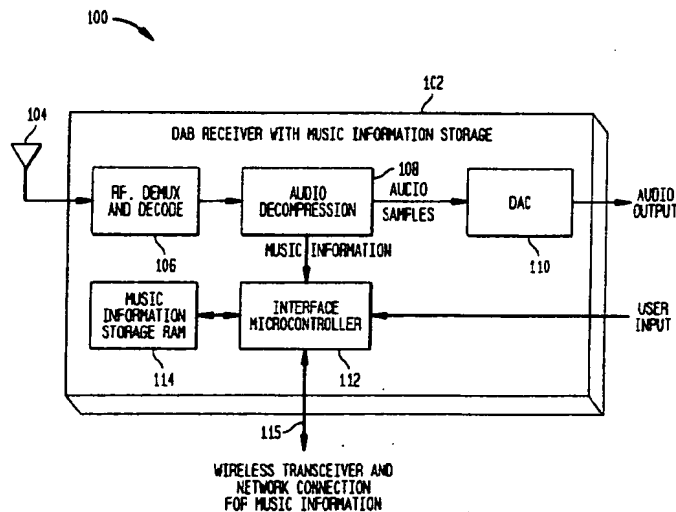 100
102
104
DAB RECEIVER WITH MUSIC INFORMATION STORAGE
RF. DEMUX
AND DECODE
106
AUDIO
DECOMPRESSION
108
AUDIO
SAMPLES
DAC
110
AUDIO
OUTPUT
MUSIC INFORMATION
MUSIC
INFORMATION
STORAGE RAM
114
INTERFACE
MICROCONTROLLER
112
USER
INPUT
115
WIRELESS TRANSCEIVER AND
NETWORK CONNECTION
FOR MUSIC INFORMATION